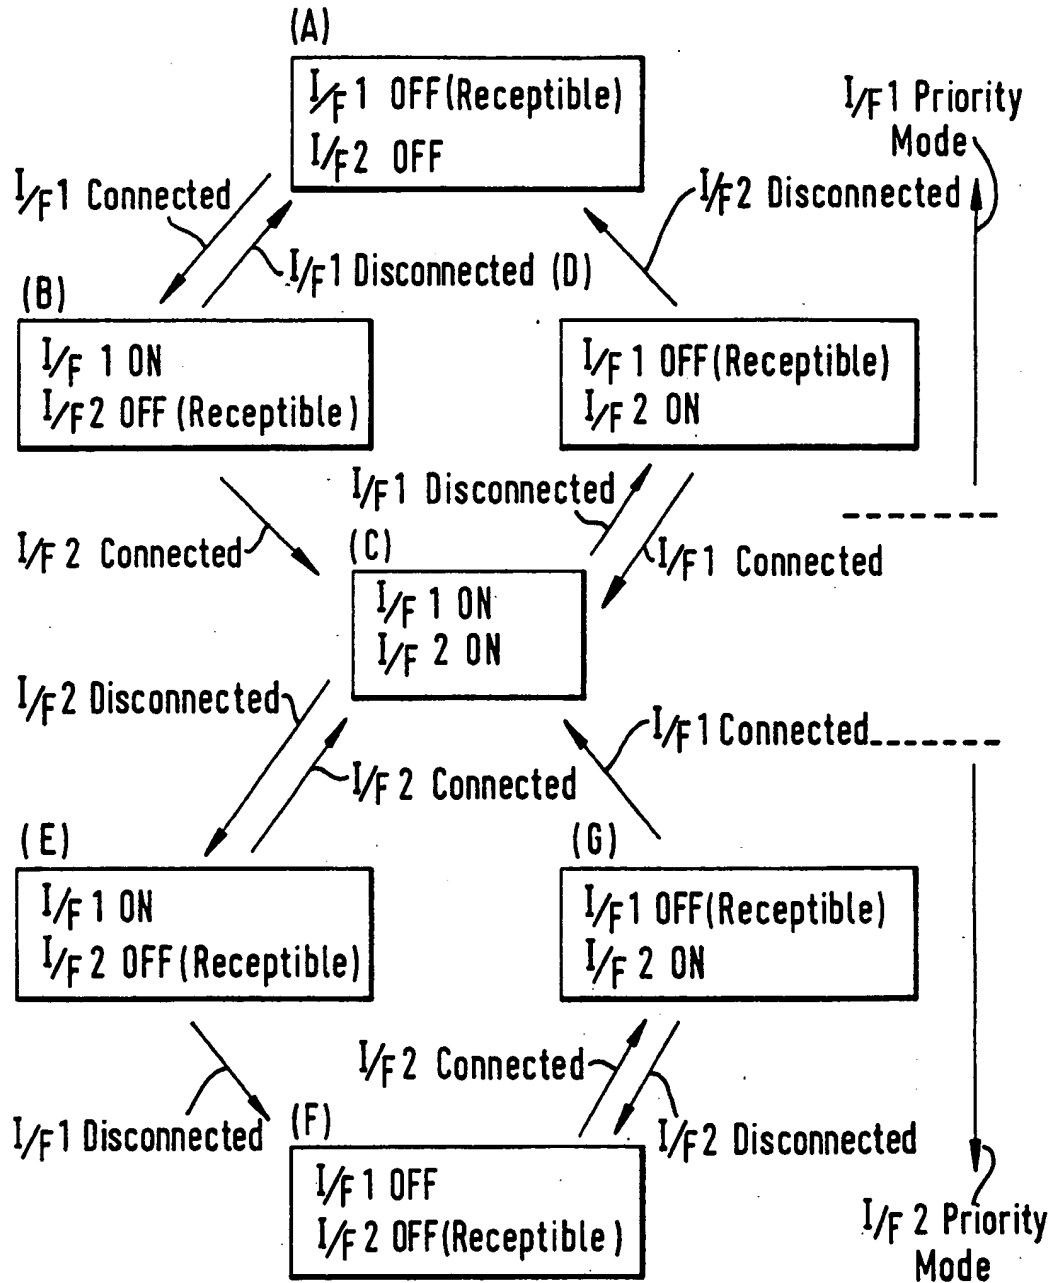 (A)
I/F 1 OFF (Receptible)
I/F 2 OFF
I/F 1 Priority
Mode
I/F 1 Connected
I/F 2 Disconnected
I/F 1 Disconnected (D)
(B)
I/F 1 ON
I/F 2 OFF (Receptible)
I/F 1 OFF (Receptible)
I/F 2 ON
I/F 1 Disconnected
I/F 2 Connected
(C)
I/F 1 Connected
I/F 1 ON
I/F 2 ON
I/F 2 Disconnected
I/F 1 Connected
I/F 2 Connected
(E)
(G)
I/F 1 ON
I/F 2 OFF (Receptible)
I/F 1 OFF (Receptible)
I/F 2 ON
I/F 2 Connected
I/F 1 Disconnected
(F)
I/F 2 Disconnected
I/F 1 OFF
I/F 2 OFF (Receptible)
I/F 2 Priority
Mode